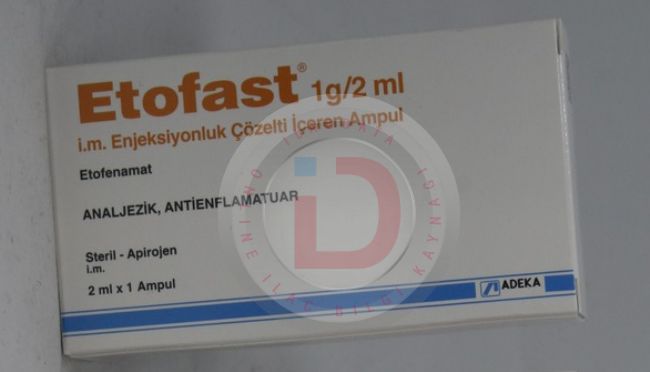 Etofast® 1g/2 ml
i.m. Enjeksiyonluk Çözelti İçeren Ampul
Etofenamat
ANALJEZİK, ANTİENFLAMATUAR
Steril - Apirojen
i.m.
2 ml x 1 Ampul
ADEKA